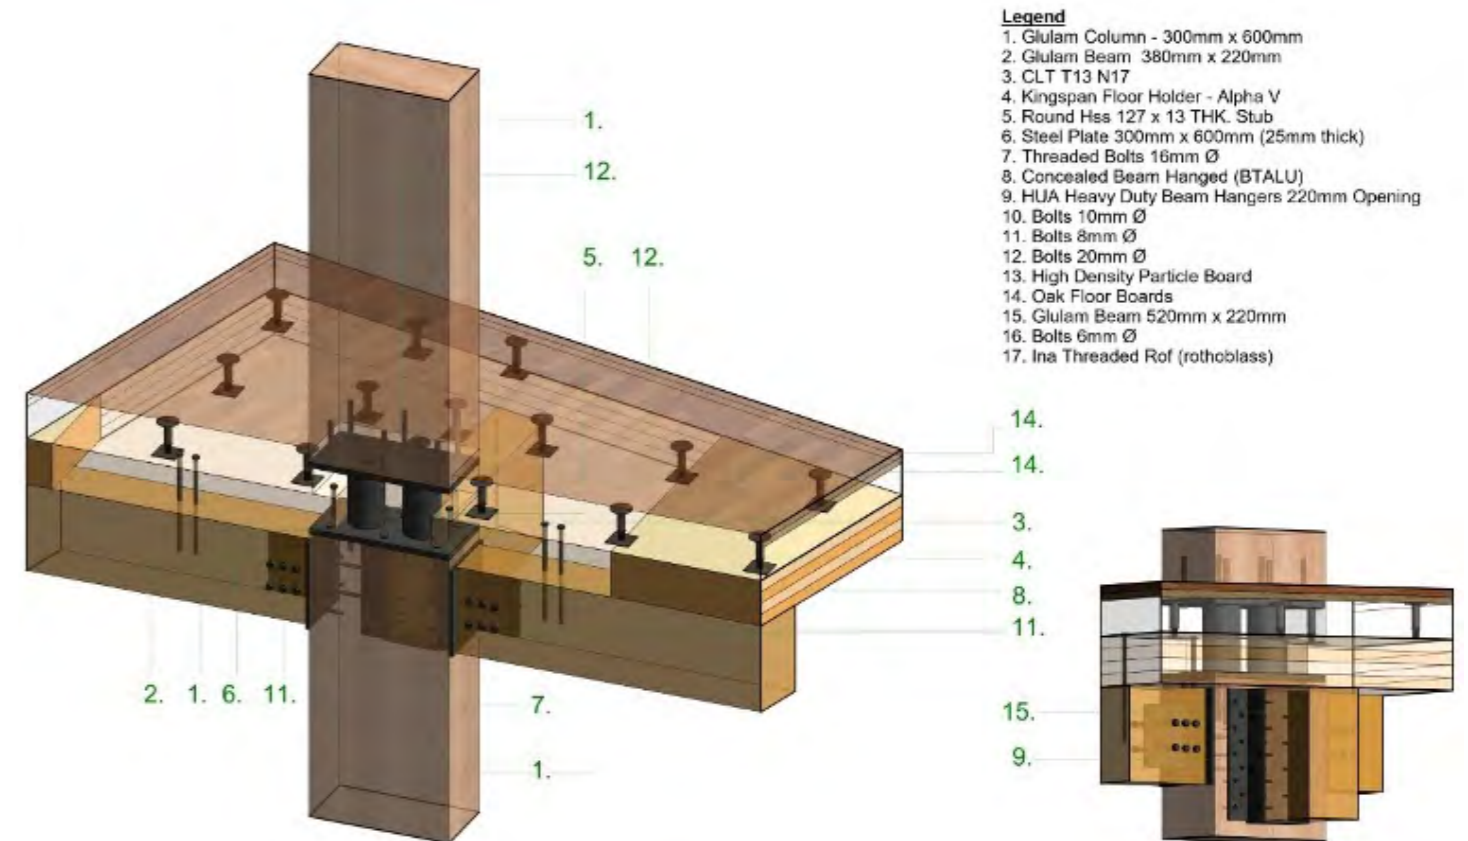 Legend
1. Glulam Column - 300mm x 600mm
2. Glulam Beam 380mm x 220mm
3. CLT T13 N17
4. Kingspan Floor Holder - Alpha V
5. Round Hss 127 x 13 THK. Stub
6. Steel Plate 300mm x 600mm (25mm thick)
7. Threaded Bolts 16mm Ø
8. Concealed Beam Hanged (BTALU)
9. HUA Heavy Duty Beam Hangers 220mm Opening
10. Bolts 10mm Ø
11. Bolts 8mm Ø
12. Bolts 20mm Ø
13. High Density Particle Board
14. Oak Floor Boards
15. Glulam Beam 520mm x 220mm
16. Bolts 6mm Ø
17. Ina Threaded Rof (rothoblass)
1.
12.
5. 12.
14.
14.
3.
4.
8.
11.
2. 1. 6. 11.
7.
1.
15.
9.